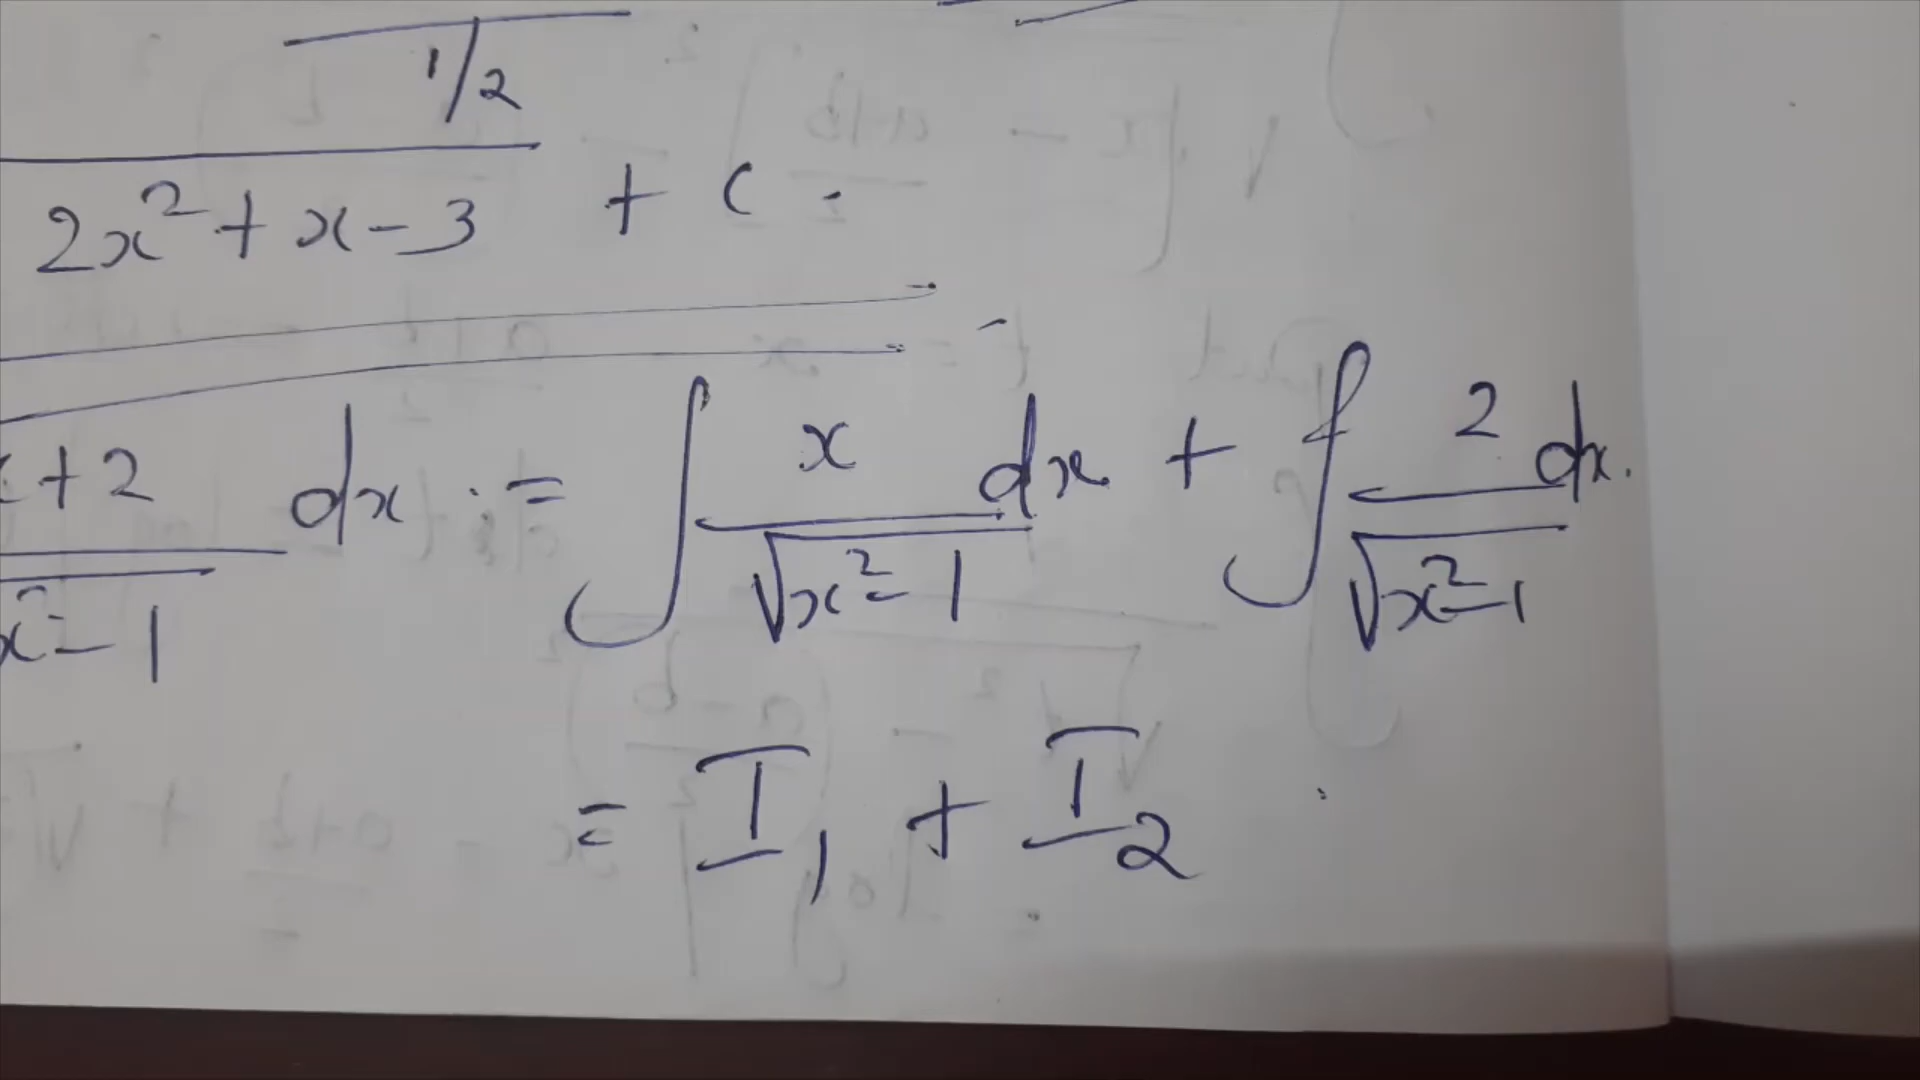 1/2
2x² + x - 3 + C.
x + 2 dx := ∫ x dx + ∫ 2 dx.
x² - 1 √x² - 1 √x² - 1
= I₁ + I₂